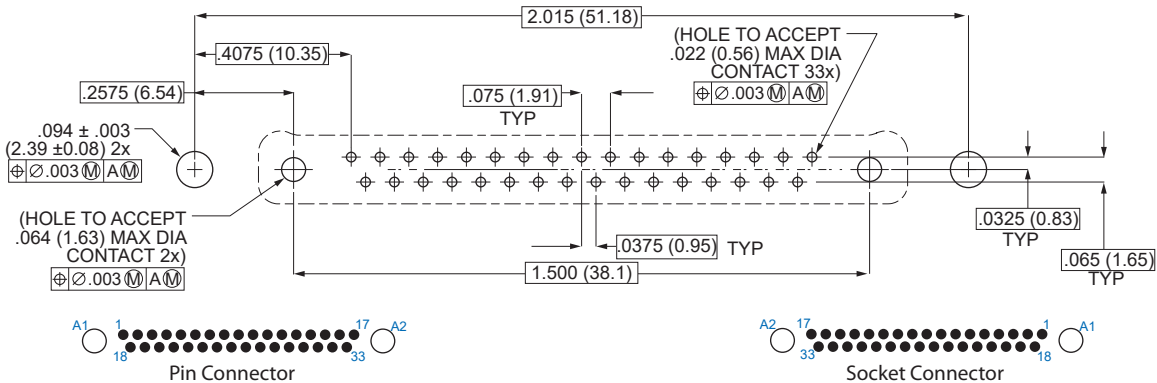 2.015 (51.18)
(HOLE TO ACCEPT
.022 (0.56) MAX DIA
CONTACT 33x)
⌖ ∅.003 Ⓜ A Ⓜ
.4075 (10.35)
.2575 (6.54)
.075 (1.91)
TYP
.094 ± .003
(2.39 ±0.08) 2x
⌖ ∅.003 Ⓜ A Ⓜ
(HOLE TO ACCEPT
.064 (1.63) MAX DIA
CONTACT 2x)
⌖ ∅.003 Ⓜ A Ⓜ
.0325 (0.83)
TYP
.0375 (0.95) TYP
.065 (1.65)
TYP
1.500 (38.1)
A1 1 17 A2
18 33
Pin Connector
A2 17 1 A1
33 18
Socket Connector